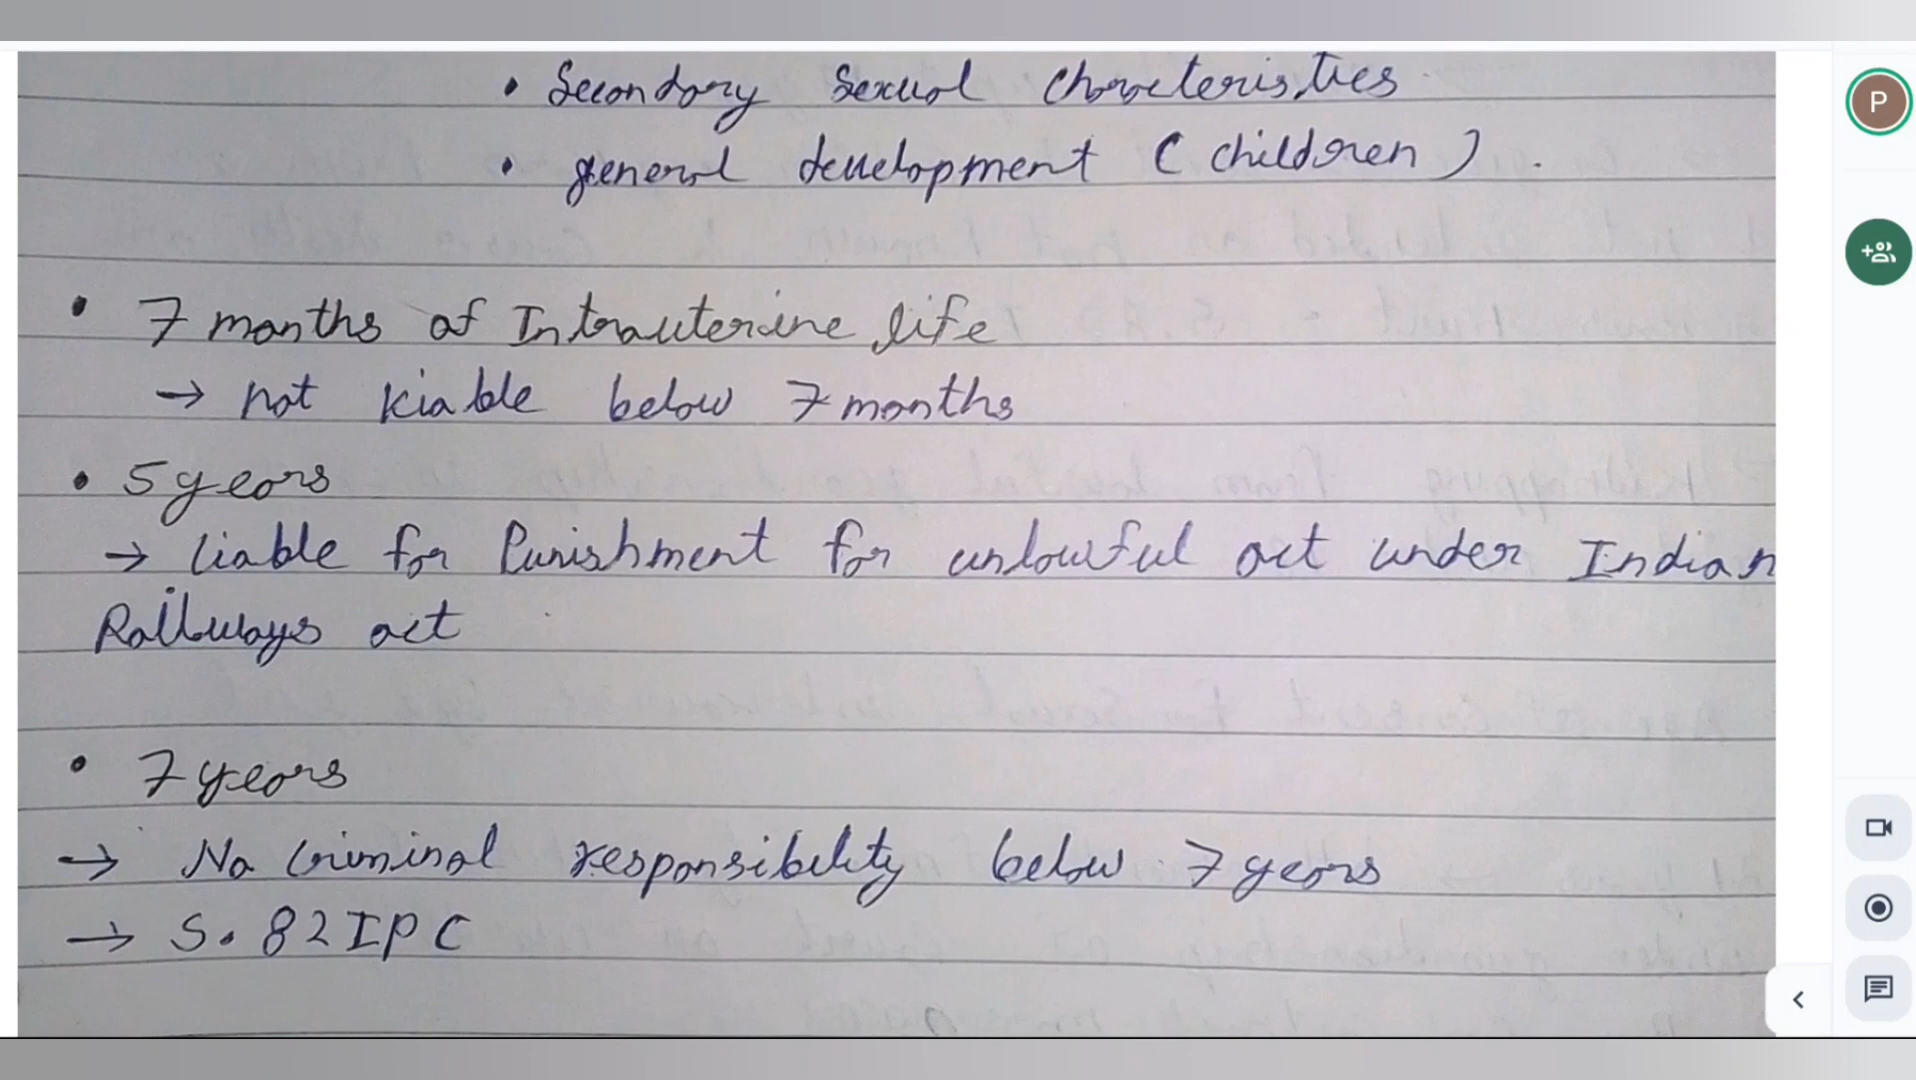 • Secondary Sexual Characteristics
• general development (children).
• 7 months of Intrauterine life
→ not kiable below 7 months
• 5 years
→ liable for Punishment for unlawful act under Indian
Railways act
• 7 years
→ No Criminal responsibility below 7 years
→ S. 82 IPC
P